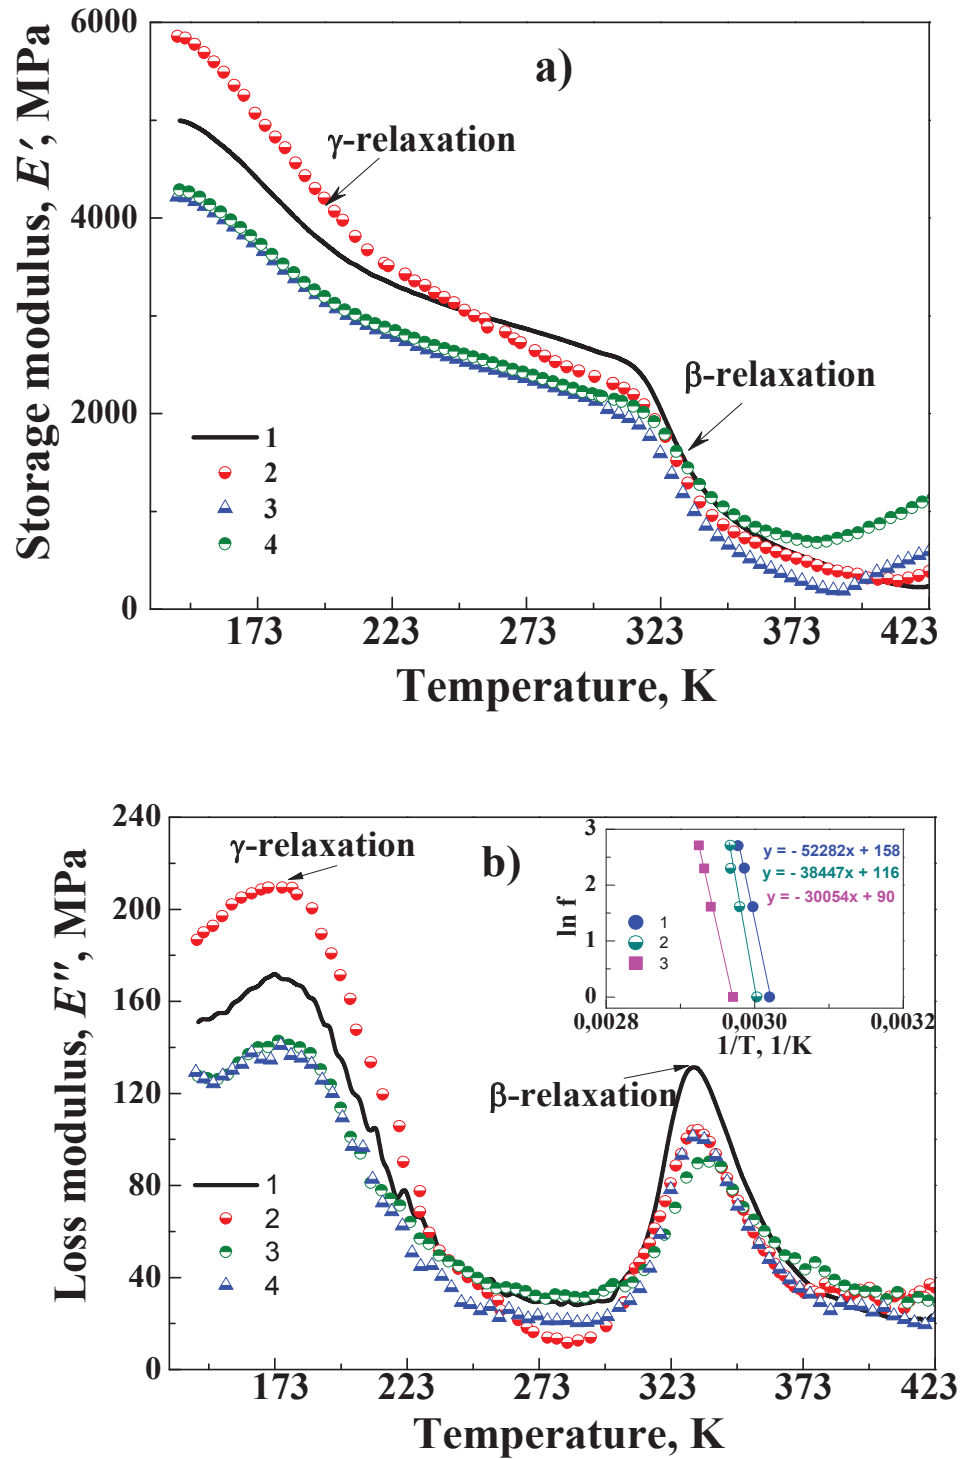 6000
a)
γ-relaxation
4000
Storage modulus, E′, MPa
β-relaxation
2000
1
2
3
4
0
173 223 273 323 373 423
Temperature, K
240
γ-relaxation
b)
3
y = - 52282x + 158
y = - 38447x + 116
2
y = - 30054x + 90
ln f
1
1
2
3
0
0,0028 0,0030 0,0032
1/T, 1/K
200
160
Loss modulus, E″, MPa
120
β-relaxation
80
1
2
3
4
40
0
173 223 273 323 373 423
Temperature, K